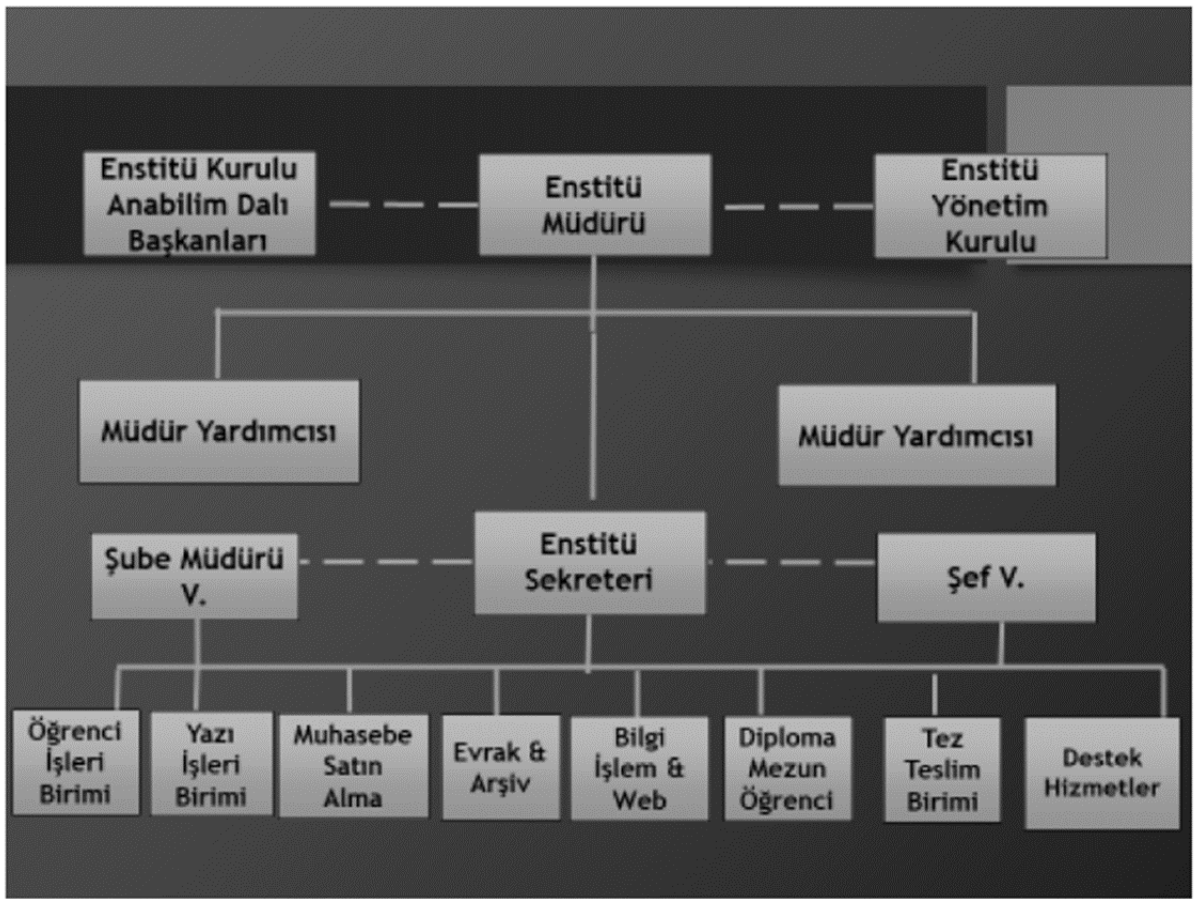 Enstitü Kurulu
Anabilim Dalı
Başkanları
Enstitü
Müdürü
Enstitü
Yönetim
Kurulu
Müdür Yardımcısı
Müdür Yardımcısı
Şube Müdürü
V.
Enstitü
Sekreteri
Şef V.
Öğrenci
İşleri
Birimi
Yazı
İşleri
Birimi
Muhasebe
Satın
Alma
Evrak &
Arşiv
Bilgi
İşlem &
Web
Diploma
Mezun
Öğrenci
Tez
Teslim
Birimi
Destek
Hizmetler